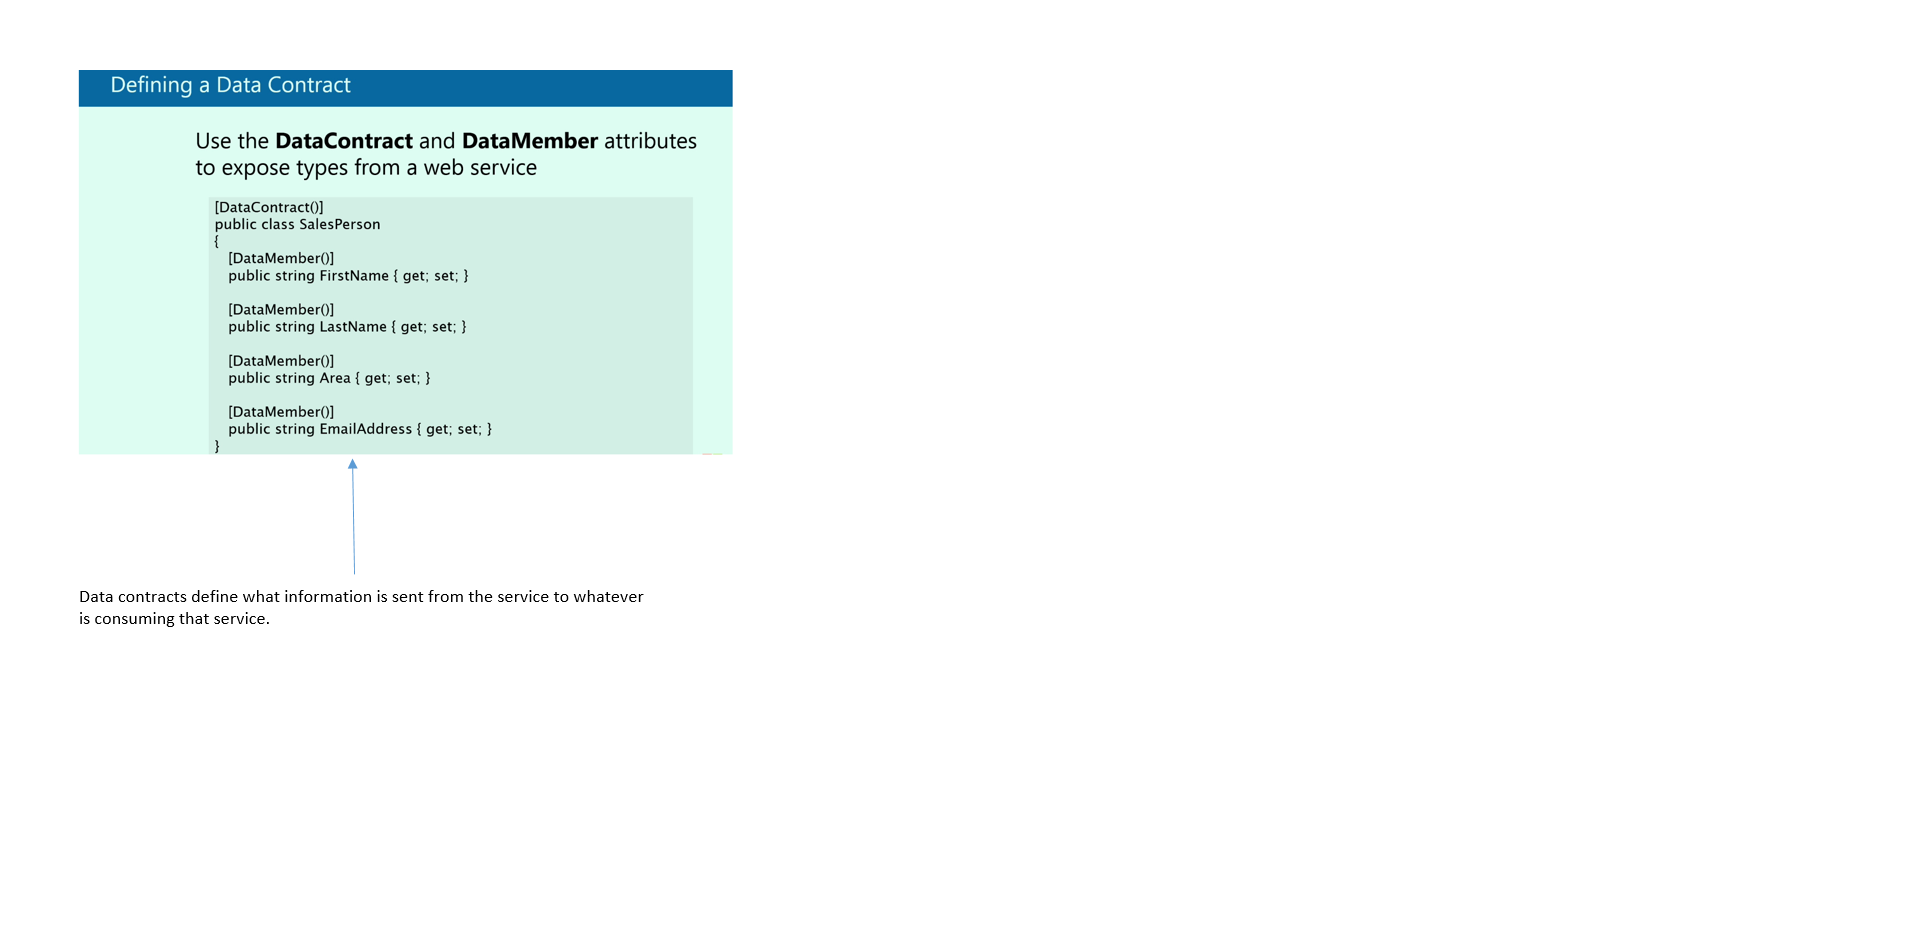 Defining a Data Contract
Use the DataContract and DataMember attributes
to expose types from a web service
[DataContract()]
public class SalesPerson
{
[DataMember()]
public string FirstName { get; set; }
[DataMember()]
public string LastName { get; set; }
[DataMember()]
public string Area { get; set; }
[DataMember()]
public string EmailAddress { get; set; }
}
Data contracts define what information is sent from the service to whatever
is consuming that service.